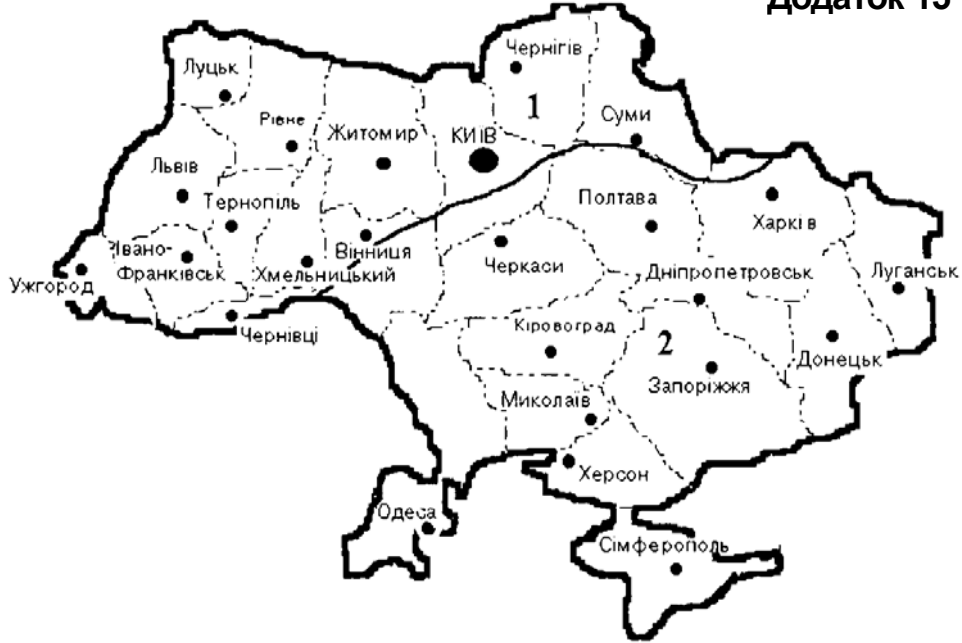 Додаток 15
Чернігів
Луцьк
1
Суми
Рівне
Житомир
КИЇВ
Львів
Тернопіль
Полтава
Харків
Івано-
Франківськ
Вінниця
Хмельницький
Черкаси
Дніпропетровськ
Луганськ
Ужгород
Чернівці
Кіровоград
2
Донецьк
Запоріжжя
Миколаїв
Херсон
Одеса
Сімферополь